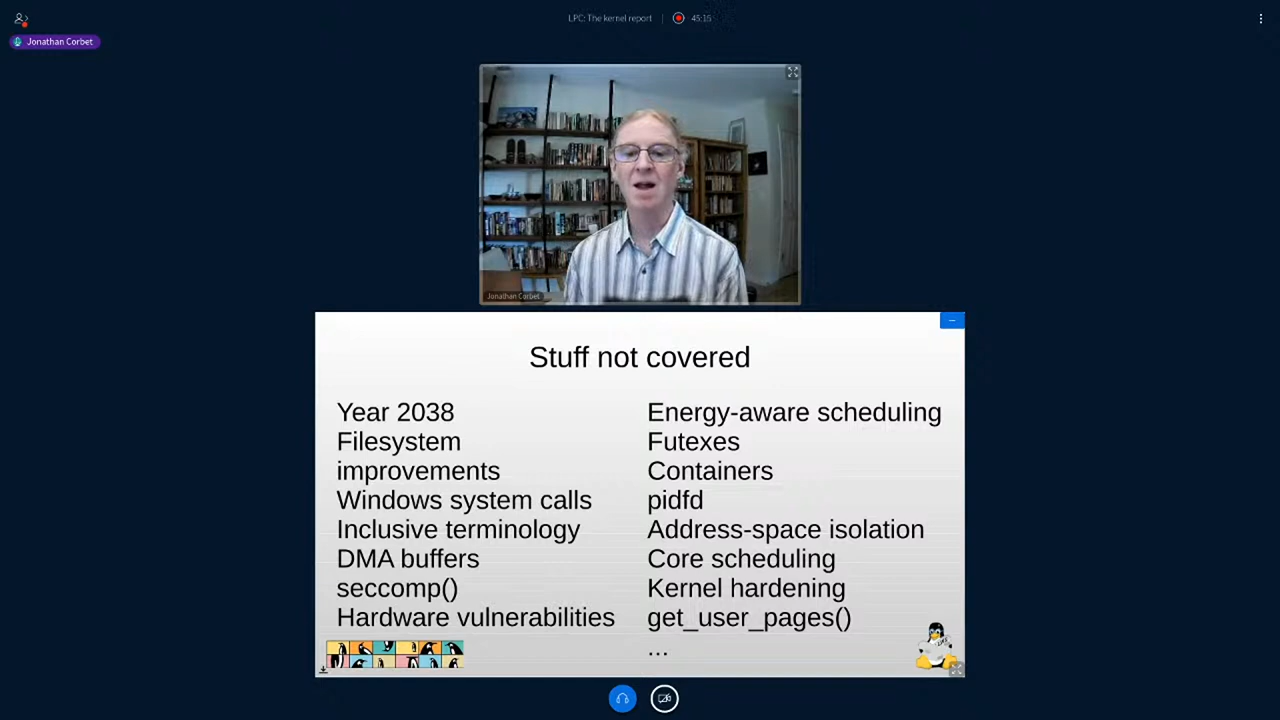 LPC: The kernel report
45:15
Jonathan Corbet
Jonathan Corbet
Stuff not covered
Year 2038
Filesystem
improvements
Windows system calls
Inclusive terminology
DMA buffers
seccomp()
Hardware vulnerabilities
Energy-aware scheduling
Futexes
Containers
pidfd
Address-space isolation
Core scheduling
Kernel hardening
get_user_pages()
...